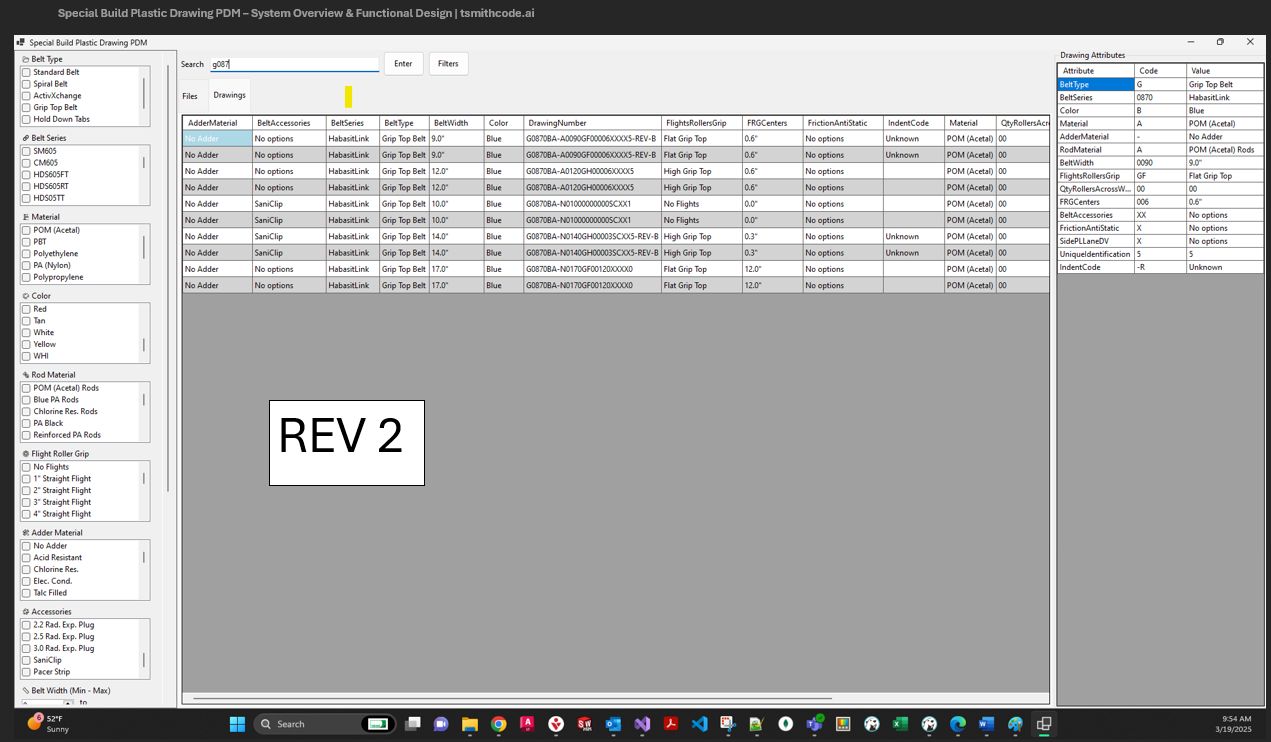 Special Build Plastic Drawing PDM – System Overview & Functional Design | tsmithcode.ai
Special Build Plastic Drawing PDM
Belt Type
Standard Belt
Spiral Belt
ActivXchange
Grip Top Belt
Hold Down Tabs
Belt Series
SM605
CM605
HDS605FT
HDS605RT
HDS05TT
Material
POM (Acetal)
PBT
Polyethylene
PA (Nylon)
Polypropylene
Color
Red
Tan
White
Yellow
WHI
Rod Material
POM (Acetal) Rods
Blue PA Rods
Chlorine Res. Rods
PA Black
Reinforced PA Rods
Flight Roller Grip
No Flights
1" Straight Flight
2" Straight Flight
3" Straight Flight
4" Straight Flight
Adder Material
No Adder
Acid Resistant
Chlorine Res.
Elec. Cond.
Talc Filled
Accessories
2.2 Rad. Exp. Plug
2.5 Rad. Exp. Plug
3.0 Rad. Exp. Plug
SaniClip
Pacer Strip
Belt Width (Min - Max)
to
Search g087 Enter Filters
Files Drawings
AdderMaterial BeltAccessories BeltSeries BeltType BeltWidth Color DrawingNumber FlightsRollersGrip FRGCenters FrictionAntiStatic IndentCode Material QtyRollersAcro
No Adder No options HabasitLink Grip Top Belt 9.0" Blue G0870BA-A0090GF00006XXXX5-REV-B Flat Grip Top 0.6" No options Unknown POM (Acetal) 00
No Adder No options HabasitLink Grip Top Belt 9.0" Blue G0870BA-A0090GF00006XXXX5-REV-B Flat Grip Top 0.6" No options Unknown POM (Acetal) 00
No Adder No options HabasitLink Grip Top Belt 12.0" Blue G0870BA-A0120GH00006XXXX5 High Grip Top 0.6" No options POM (Acetal) 00
No Adder No options HabasitLink Grip Top Belt 12.0" Blue G0870BA-A0120GH00006XXXX5 High Grip Top 0.6" No options POM (Acetal) 00
No Adder SaniClip HabasitLink Grip Top Belt 10.0" Blue G0870BA-N01000000000SCXX1 No Flights 0.0" No options POM (Acetal) 00
No Adder SaniClip HabasitLink Grip Top Belt 10.0" Blue G0870BA-N01000000000SCXX1 No Flights 0.0" No options POM (Acetal) 00
No Adder SaniClip HabasitLink Grip Top Belt 14.0" Blue G0870BA-N0140GH00003SCXX5-REV-B High Grip Top 0.3" No options Unknown POM (Acetal) 00
No Adder SaniClip HabasitLink Grip Top Belt 14.0" Blue G0870BA-N0140GH00003SCXX5-REV-B High Grip Top 0.3" No options Unknown POM (Acetal) 00
No Adder No options HabasitLink Grip Top Belt 17.0" Blue G0870BA-N0170GF00120XXXX0 Flat Grip Top 12.0" No options POM (Acetal) 00
No Adder No options HabasitLink Grip Top Belt 17.0" Blue G0870BA-N0170GF00120XXXX0 Flat Grip Top 12.0" No options POM (Acetal) 00
REV 2
Drawing Attributes
Attribute Code Value
BeltType G Grip Top Belt
BeltSeries 0870 HabasitLink
Color B Blue
Material A POM (Acetal)
AdderMaterial - No Adder
RodMaterial A POM (Acetal) Rods
BeltWidth 0090 9.0"
FlightsRollersGrip GF Flat Grip Top
QtyRollersAcrossW... 00 00
FRGCenters 006 0.6"
BeltAccessories XX No options
FrictionAntiStatic X No options
SidePLLaneDV X No options
UniqueIdentification 5 5
IndentCode -R Unknown
6 52°F
Sunny
Search
9:54 AM
3/19/2025